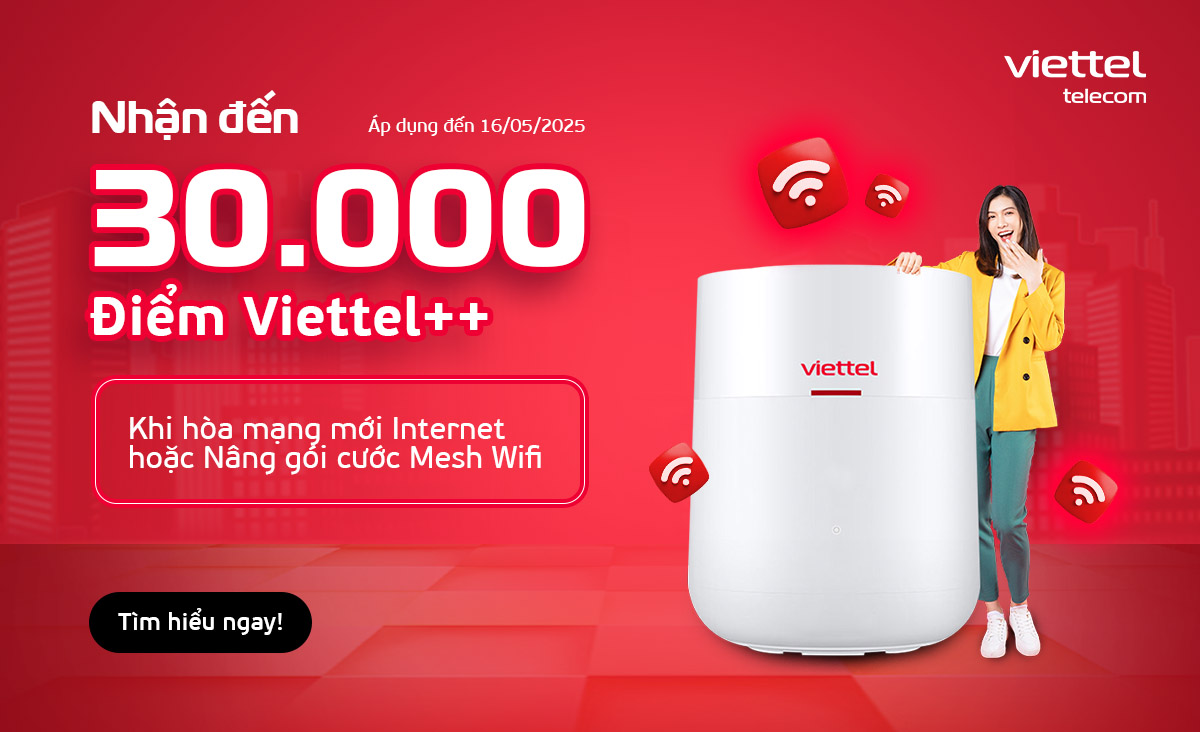 viettel
telecom
Nhận đến
Áp dụng đến 16/05/2025
30.000
Điểm Viettel++
Khi hòa mạng mới Internet
hoặc Nâng gói cước Mesh Wifi
Tìm hiểu ngay!
viettel